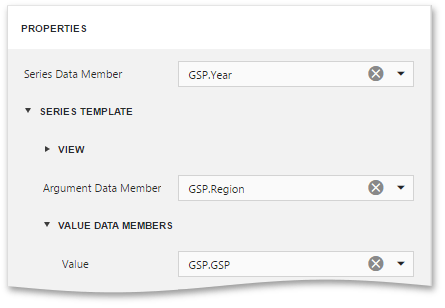 PROPERTIES
Series Data Member GSP.Year
SERIES TEMPLATE
VIEW
Argument Data Member GSP.Region
VALUE DATA MEMBERS
Value GSP.GSP